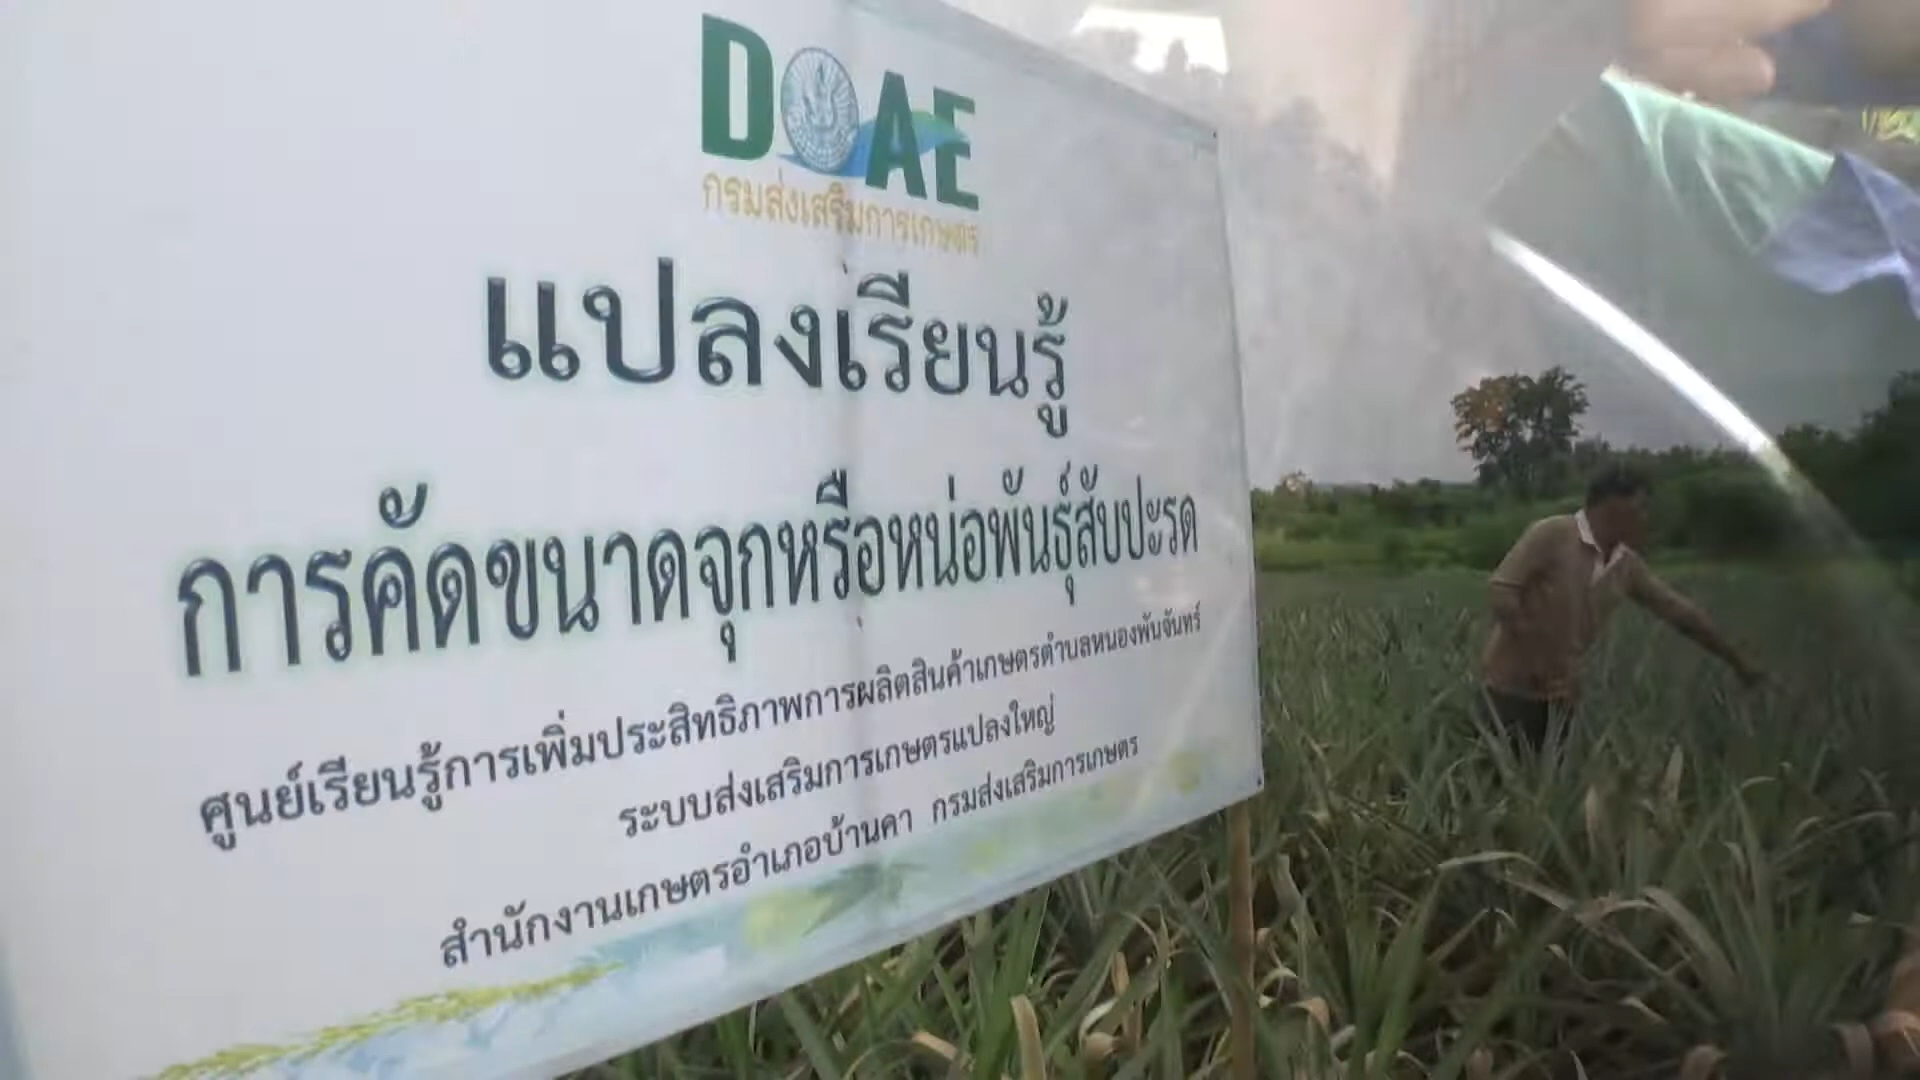 DOAE
กรมส่งเสริมการเกษตร
แปลงเรียนรู้
การคัดขนาดจุกหรือหน่อพันธุ์สับปะรด
ศูนย์เรียนรู้การเพิ่มประสิทธิภาพการผลิตสินค้าเกษตรตำบลหนองพันจันทร์
ระบบส่งเสริมการเกษตรแปลงใหญ่
สำนักงานเกษตรอำเภอบ้านคา กรมส่งเสริมการเกษตร